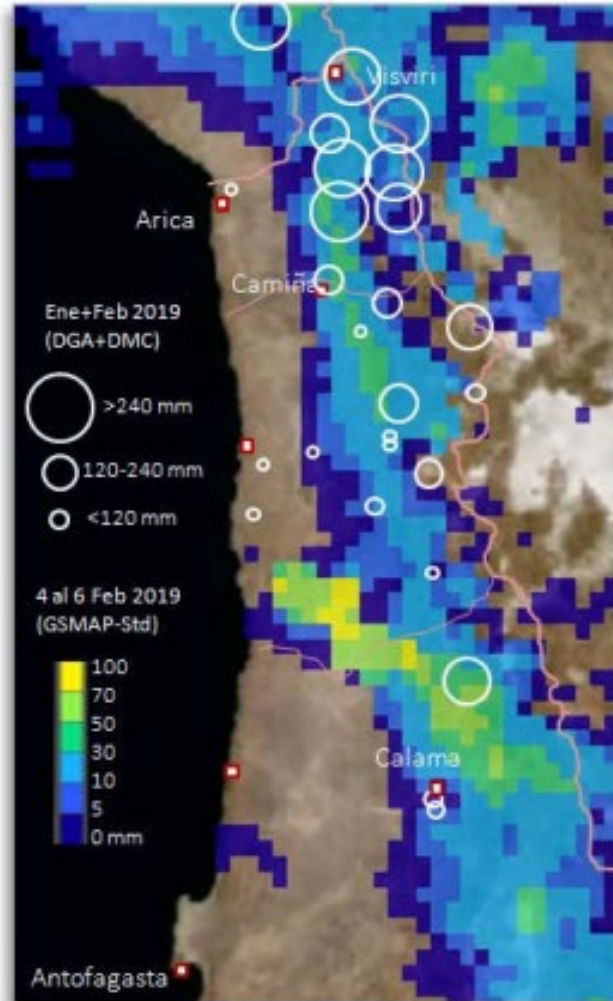 Visviri
Arica
Camiña
Ene+Feb 2019
(DGA+DMC)
>240 mm
120-240 mm
<120 mm
4 al 6 Feb 2019
(GSMAP-Std)
100
70
50
30
10
5
0 mm
Calama
Antofagasta